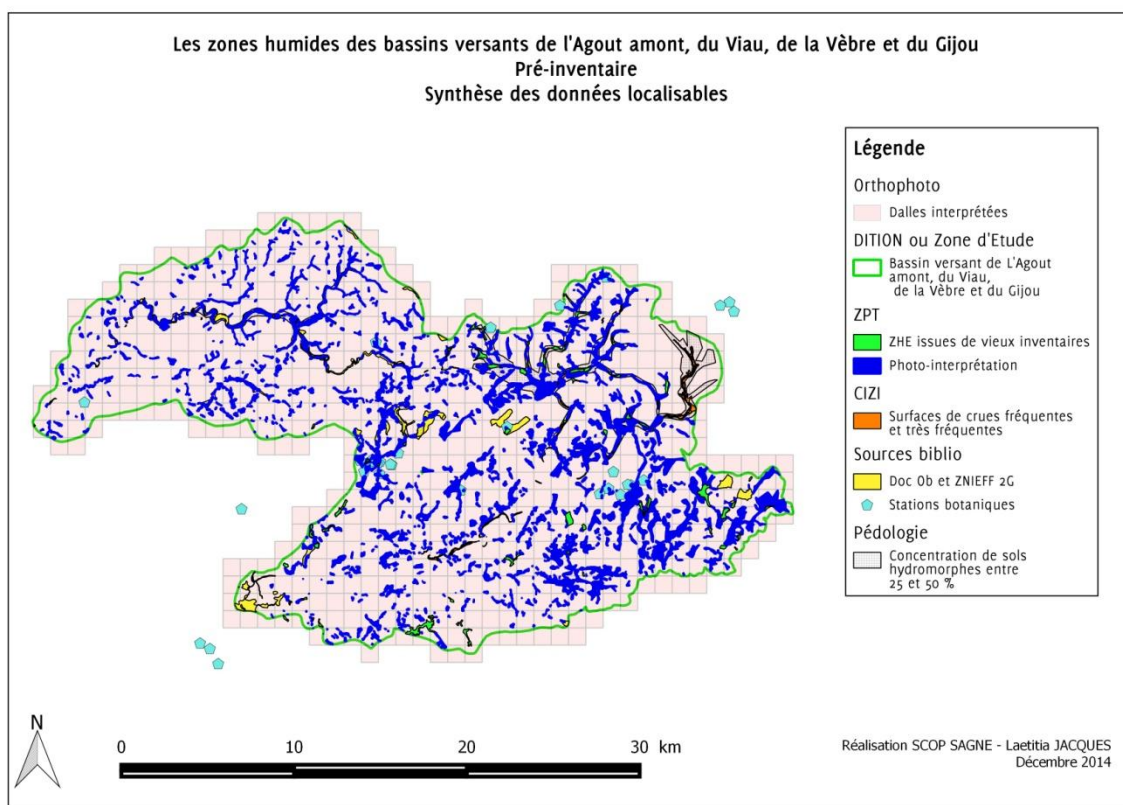 Les zones humides des bassins versants de l'Agout amont, du Viau, de la Vèbre et du Gijou
Pré-inventaire
Synthèse des données localisables
Légende
Orthophoto
Dalles interprétées
DITION ou Zone d'Etude
Bassin versant de L'Agout
amont, du Viau,
de la Vèbre et du Gijou
ZPT
ZHE issues de vieux inventaires
Photo-interprétation
CIZI
Surfaces de crues fréquentes
et très fréquentes
Sources biblio
Doc Ob et ZNIEFF 2G
Stations botaniques
Pédologie
Concentration de sols
hydromorphes entre
25 et 50 %
N
0 10 20 30 km
Réalisation SCOP SAGNE - Laetitia JACQUES
Décembre 2014